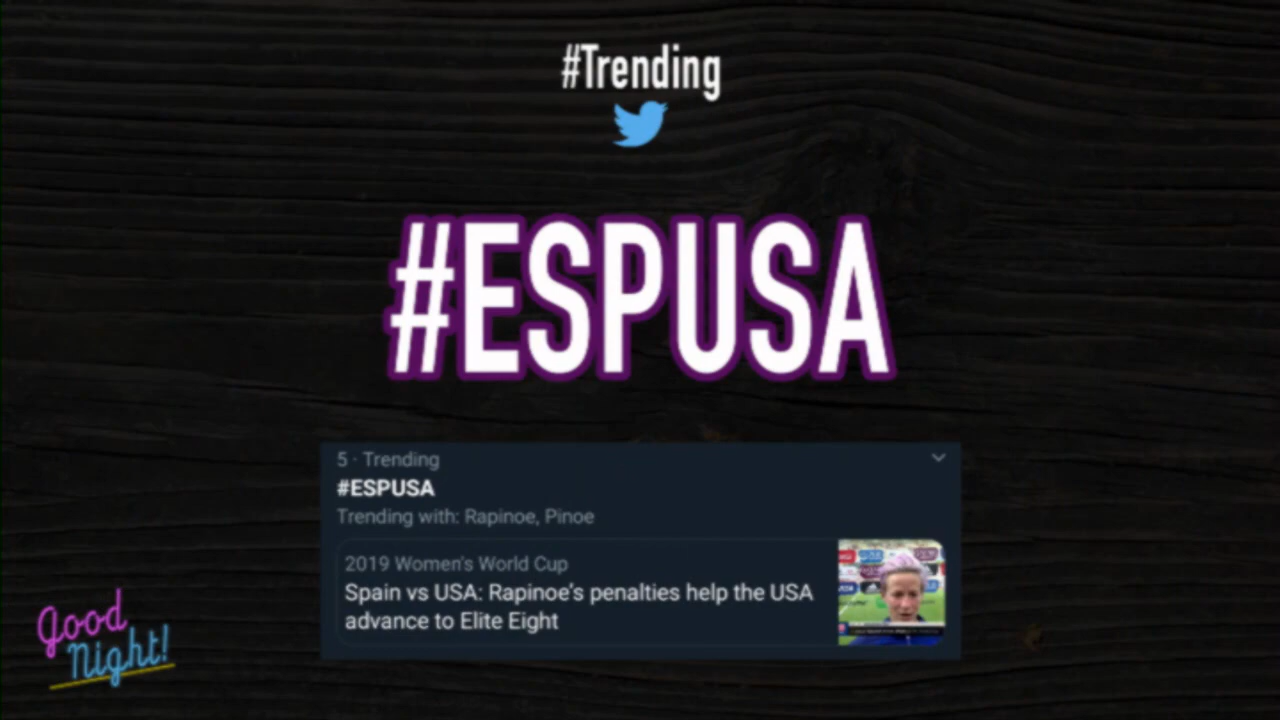 #Trending
#ESPUSA
5 · Trending
#ESPUSA
Trending with: Rapinoe, Pinoe
2019 Women's World Cup
Spain vs USA: Rapinoe's penalties help the USA
advance to Elite Eight
Good
Night!